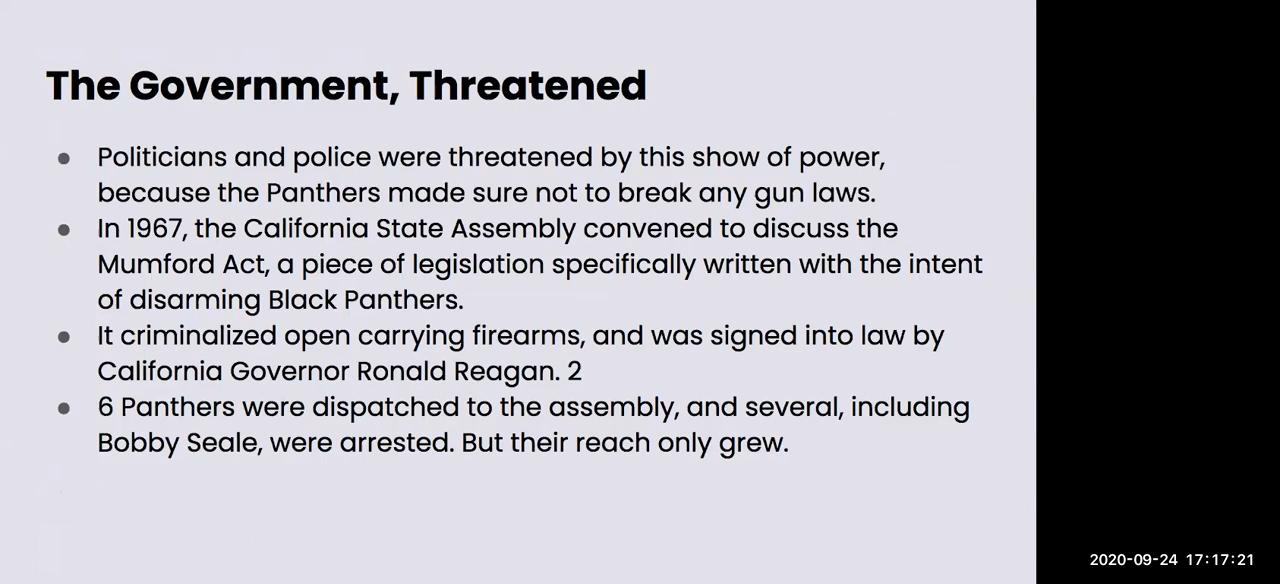 The Government, Threatened
● Politicians and police were threatened by this show of power,
because the Panthers made sure not to break any gun laws.
● In 1967, the California State Assembly convened to discuss the
Mumford Act, a piece of legislation specifically written with the intent
of disarming Black Panthers.
● It criminalized open carrying firearms, and was signed into law by
California Governor Ronald Reagan. 2
● 6 Panthers were dispatched to the assembly, and several, including
Bobby Seale, were arrested. But their reach only grew.
2020-09-24 17:17:21